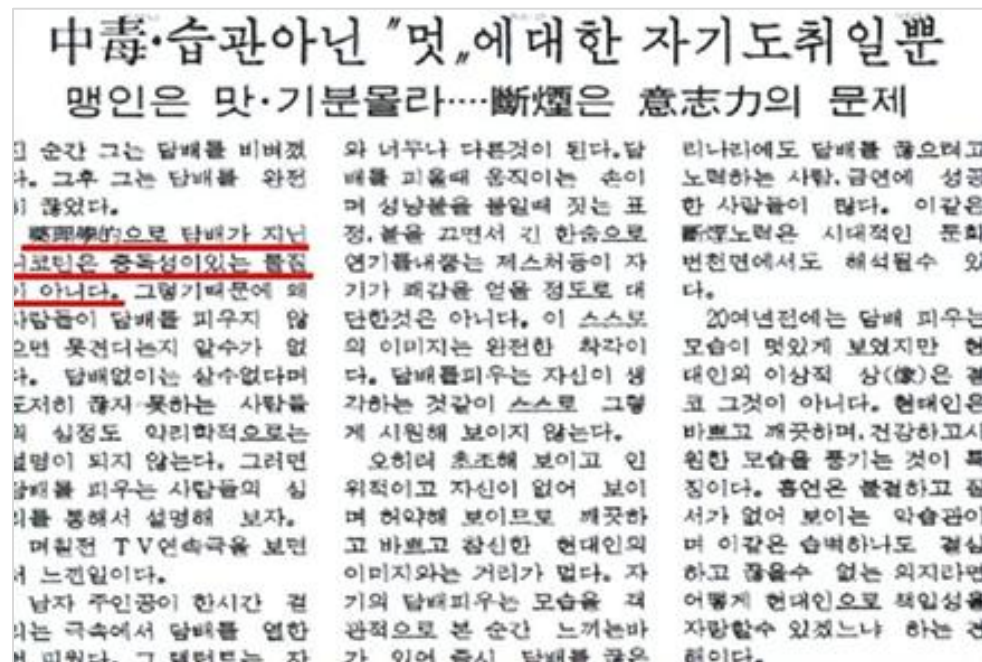 中毒·습관아닌 〃멋〃에대한 자기도취일뿐
맹인은 맛·기분몰라····斷煙은 意志力의 문제
순간 그는 담배를 비벼껐
다. 그후 그는 담배를 완전
히 끊었다.
藥理學的으로 담배가 지닌
니코틴은 중독성이있는 물질
이 아니다. 그렇기때문에 왜
사람들이 담배를 피우지 않
으면 못견디는지 알수가 없
다. 담배없이는 살수없다며
도저히 끊지 못하는 사람들
의 심정도 약리학적으로는
설명이 되지 않는다. 그러면
담배를 피우는 사람들의 심
리를 통해서 설명해 보자.
며칠전 TV연속극을 보면
서 느낀일이다.
남자 주인공이 한시간 걸
리는 극속에서 담배를 열한
번 피웠다. 그 탤런트는 자
와 너무나 다른것이 된다. 담
배를 피울때 움직이는 손이
며 성냥불을 붙일때 짓는 표
정, 불을 끄면서 긴 한숨으로
연기를내뿜는 제스처등이 자
기가 쾌감을 얻을 정도로 대
단한것은 아니다. 이 스스로
의 이미지는 완전한 착각이
다. 담배를피우는 자신이 생
각하는 것같이 스스로 그렇
게 시원해 보이지 않는다.
오히려 초조해 보이고 인
위적이고 자신이 없어 보이
며 허약해 보이므로 깨끗하
고 바쁘고 참신한 현대인의
이미지와는 거리가 멀다. 자
기의 담배피우는 모습을 객
관적으로 본 순간 느끼는바
가 있어 즉시 담배를 끊은
리나라에도 담배를 끊으려고
노력하는 사람, 금연에 성공
한 사람들이 많다. 이같은
斷煙노력은 시대적인 문화
변천면에서도 해석될수 있
다.
20여년전에는 담배 피우는
모습이 멋있게 보였지만 현
대인의 이상적 상(像)은 결
코 그것이 아니다. 현대인은
바쁘고 깨끗하며, 건강하고시
원한 모습을 풍기는 것이 특
징이다. 흡연은 불결하고 질
서가 없어 보이는 악습관이
며 이같은 습벽하나도 결심
하고 끊을수 없는 의지라면
어떻게 현대인으로 책임성을
자랑할수 있겠느냐 하는 견
해이다.